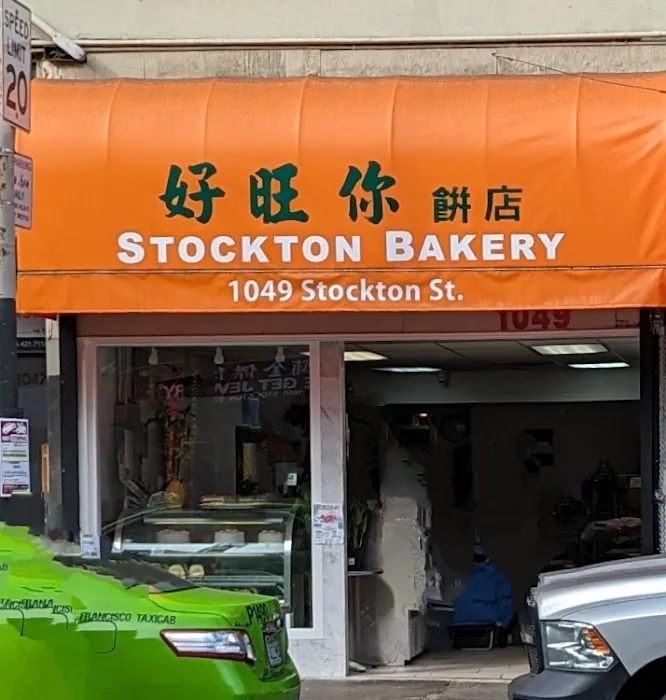 SPEED
LIMIT
20
好旺你 餅店
STOCKTON BAKERY
1049 Stockton St.
1049
FRANCISCO TAXICAB